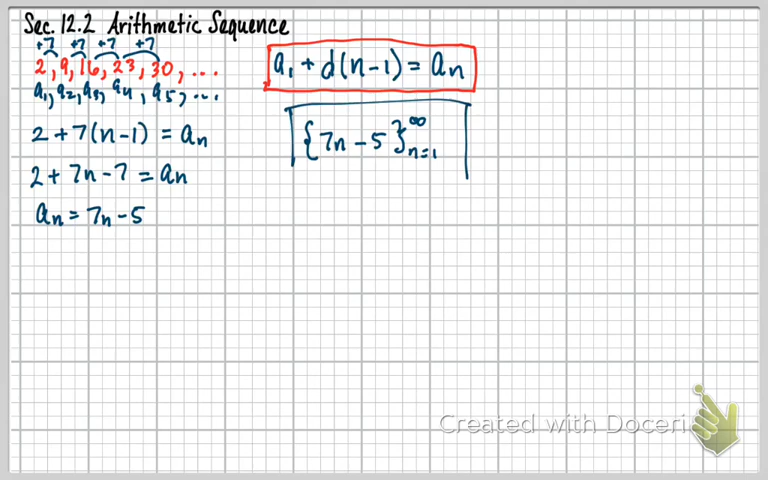 Sec. 12.2 Arithmetic Sequence
+7 +7 +7 +7
2, 9, 16, 23, 30, ...
a₁, a₂, a₃, a₄, a₅, ...
2 + 7(n-1) = aₙ
2 + 7n - 7 = aₙ
aₙ = 7n - 5
a₁ + d(n-1) = aₙ
{7n - 5}
∞
n=1
Created with Doceri